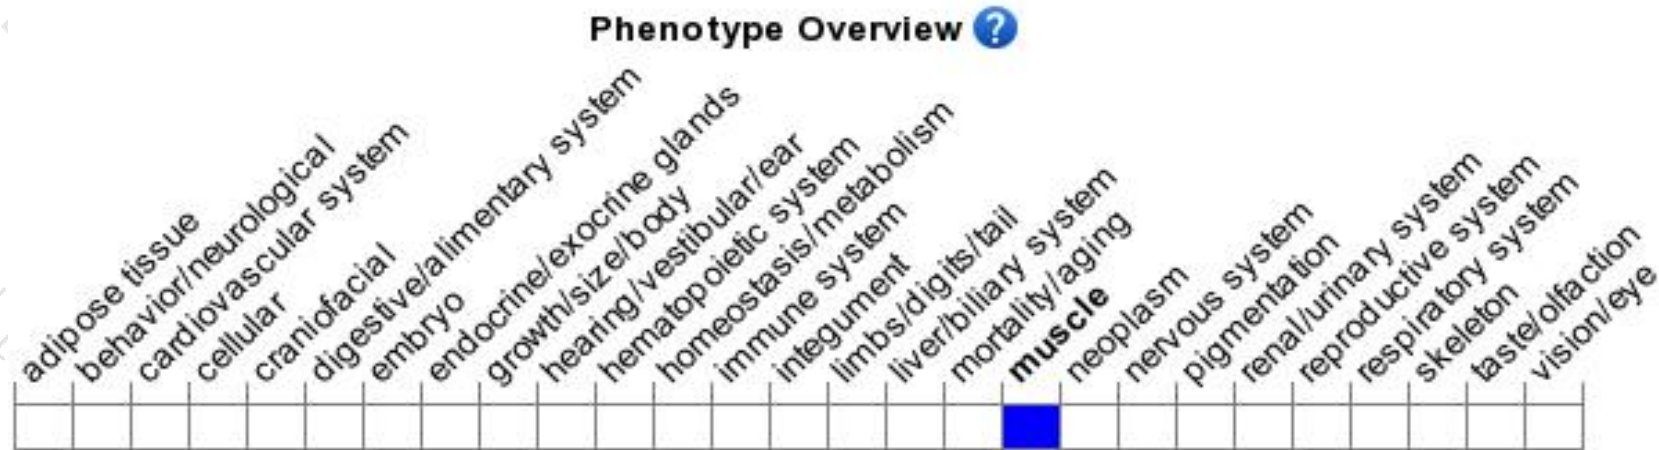 Phenotype Overview ?
adipose tissue
behavior/neurological
cardiovascular system
cellular
craniofacial
digestive/alimentary system
embryo
endocrine/exocrine glands
growth/size/body
hearing/vestibular/ear
hematopoietic system
homeostasis/metabolism
immune system
integument
limbs/digits/tail
liver/biliary system
mortality/aging
muscle
neoplasm
nervous system
pigmentation
renal/urinary system
reproductive system
respiratory system
skeleton
taste/olfaction
vision/eye